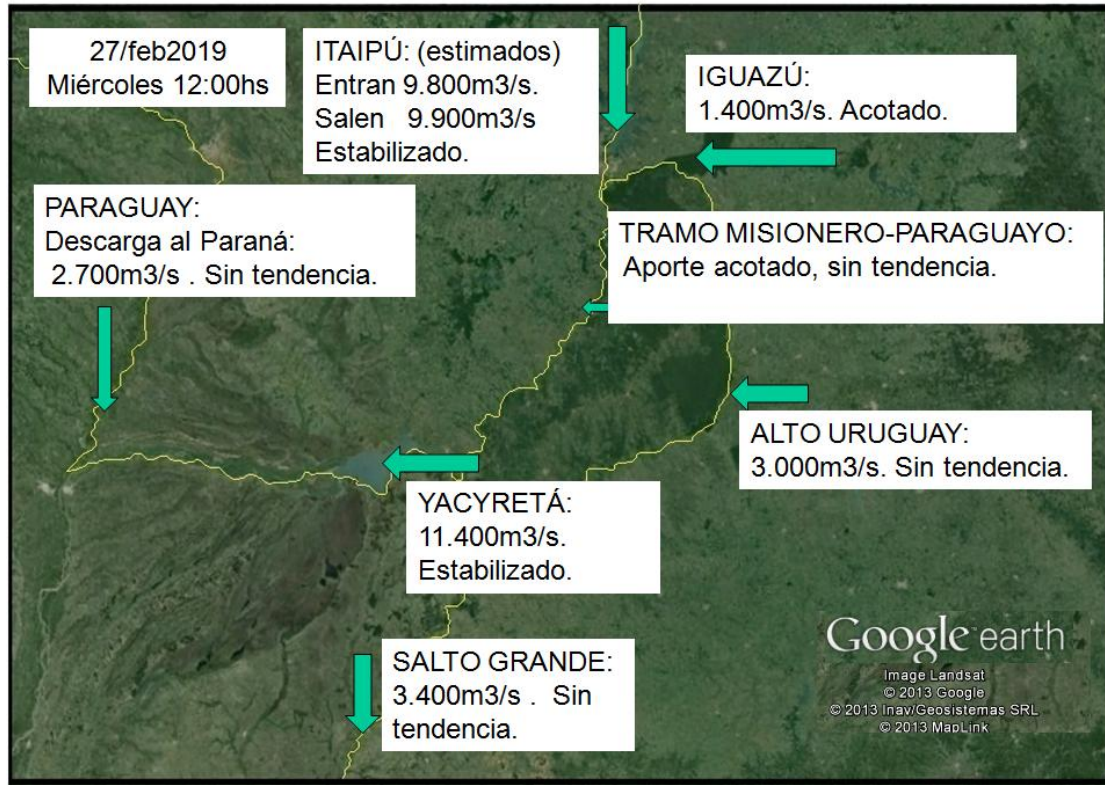 27/feb2019
Miércoles 12:00hs
ITAIPÚ: (estimados)
Entran 9.800m3/s.
Salen 9.900m3/s
Estabilizado.
IGUAZÚ:
1.400m3/s. Acotado.
PARAGUAY:
Descarga al Paraná:
2.700m3/s . Sin tendencia.
TRAMO MISIONERO-PARAGUAYO:
Aporte acotado, sin tendencia.
ALTO URUGUAY:
3.000m3/s. Sin tendencia.
YACYRETÁ:
11.400m3/s.
Estabilizado.
SALTO GRANDE:
3.400m3/s . Sin
tendencia.
Google earth
Image Landsat
© 2013 Google
© 2013 Inav/Geosistemas SRL
© 2013 MapLink